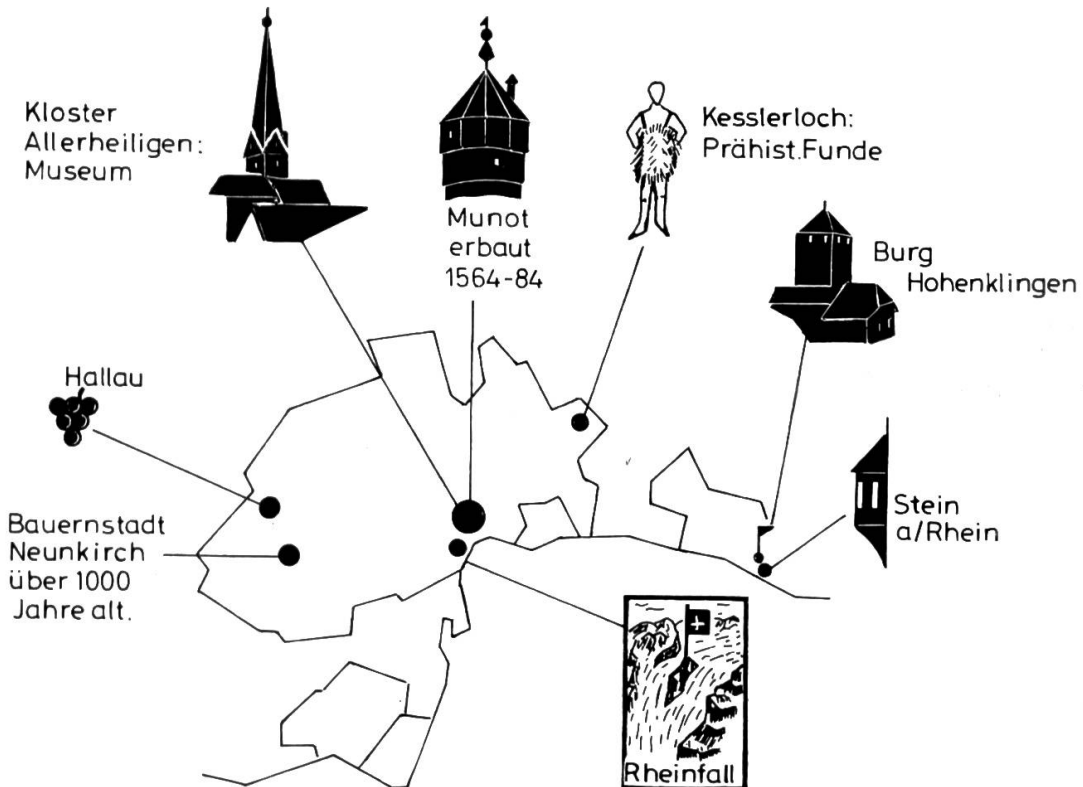 Kloster
Allerheiligen:
Museum
Munot
erbaut
1564-84
Kesslerloch:
Prähist.Funde
Burg
Hohenklingen
Hallau
Bauernstadt
Neunkirch
über 1000
Jahre alt.
Stein
a/Rhein
Rheinfall